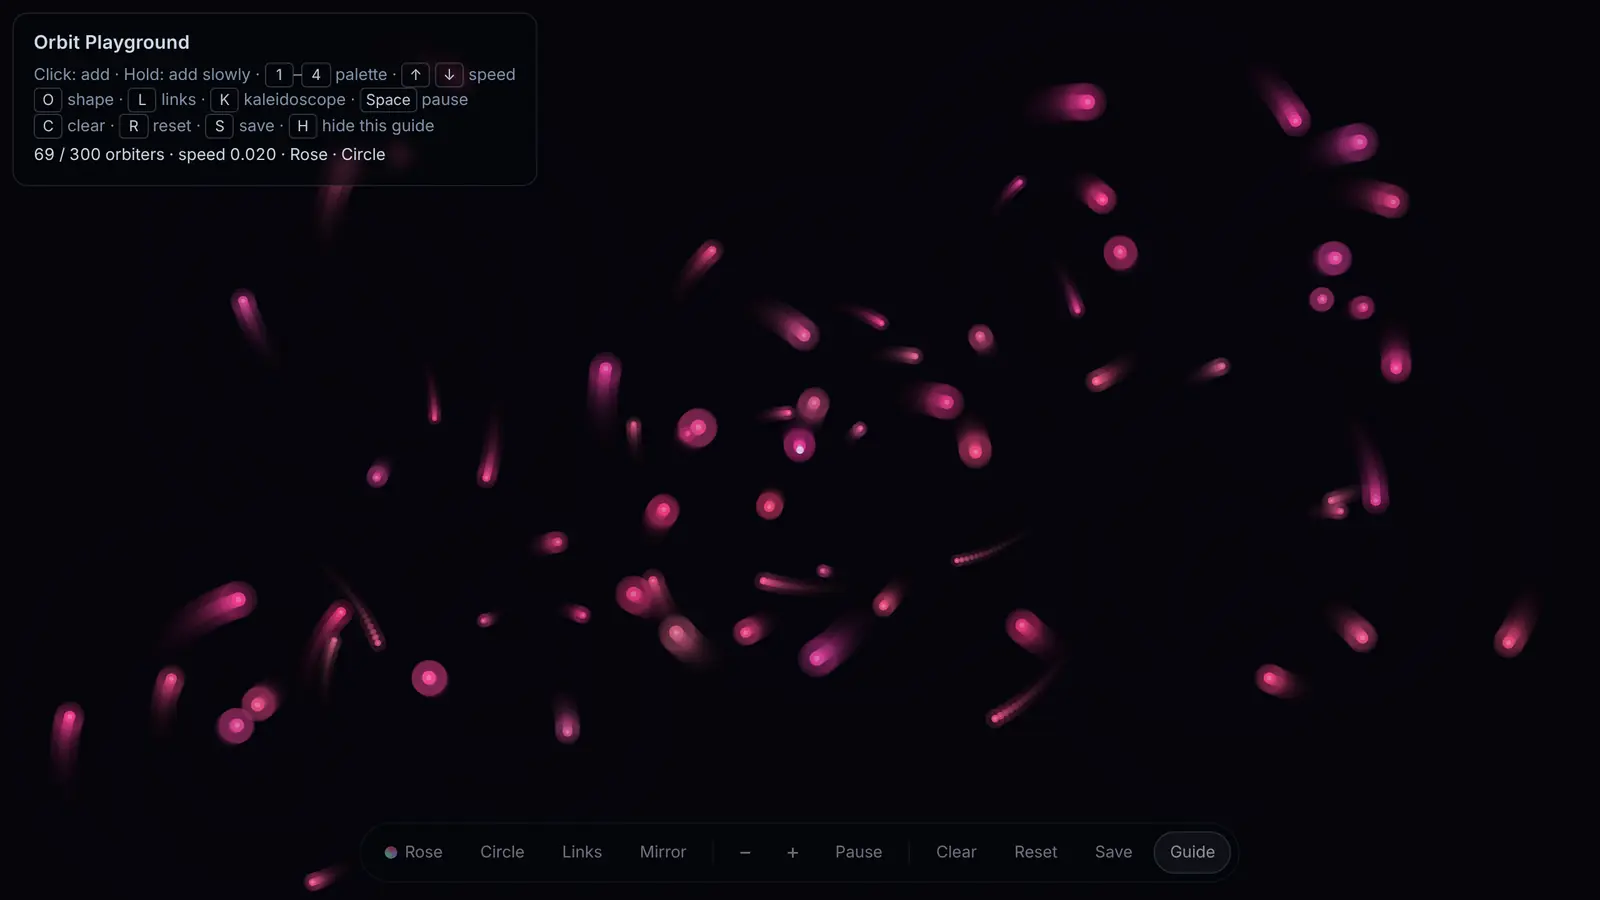 Orbit Playground
Click: add · Hold: add slowly · 1–4 palette · ↑ ↓ speed
O shape · L links · K kaleidoscope · Space pause
C clear · R reset · S save · H hide this guide
69 / 300 orbiters · speed 0.020 · Rose · Circle
Rose Circle Links Mirror − + Pause Clear Reset Save Guide